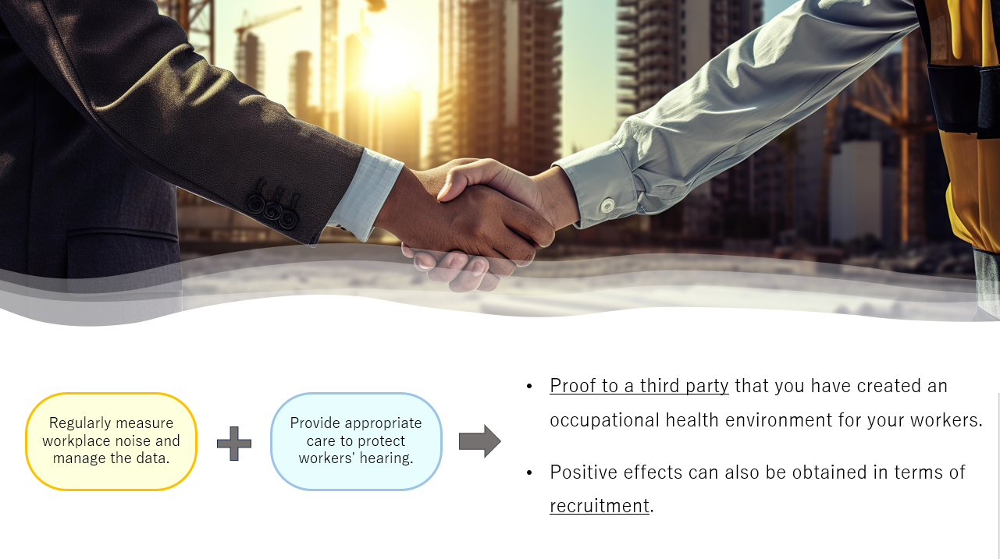 Regularly measure
workplace noise and
manage the data.
Provide appropriate
care to protect
workers' hearing.
• Proof to a third party that you have created an
occupational health environment for your workers.
• Positive effects can also be obtained in terms of
recruitment.